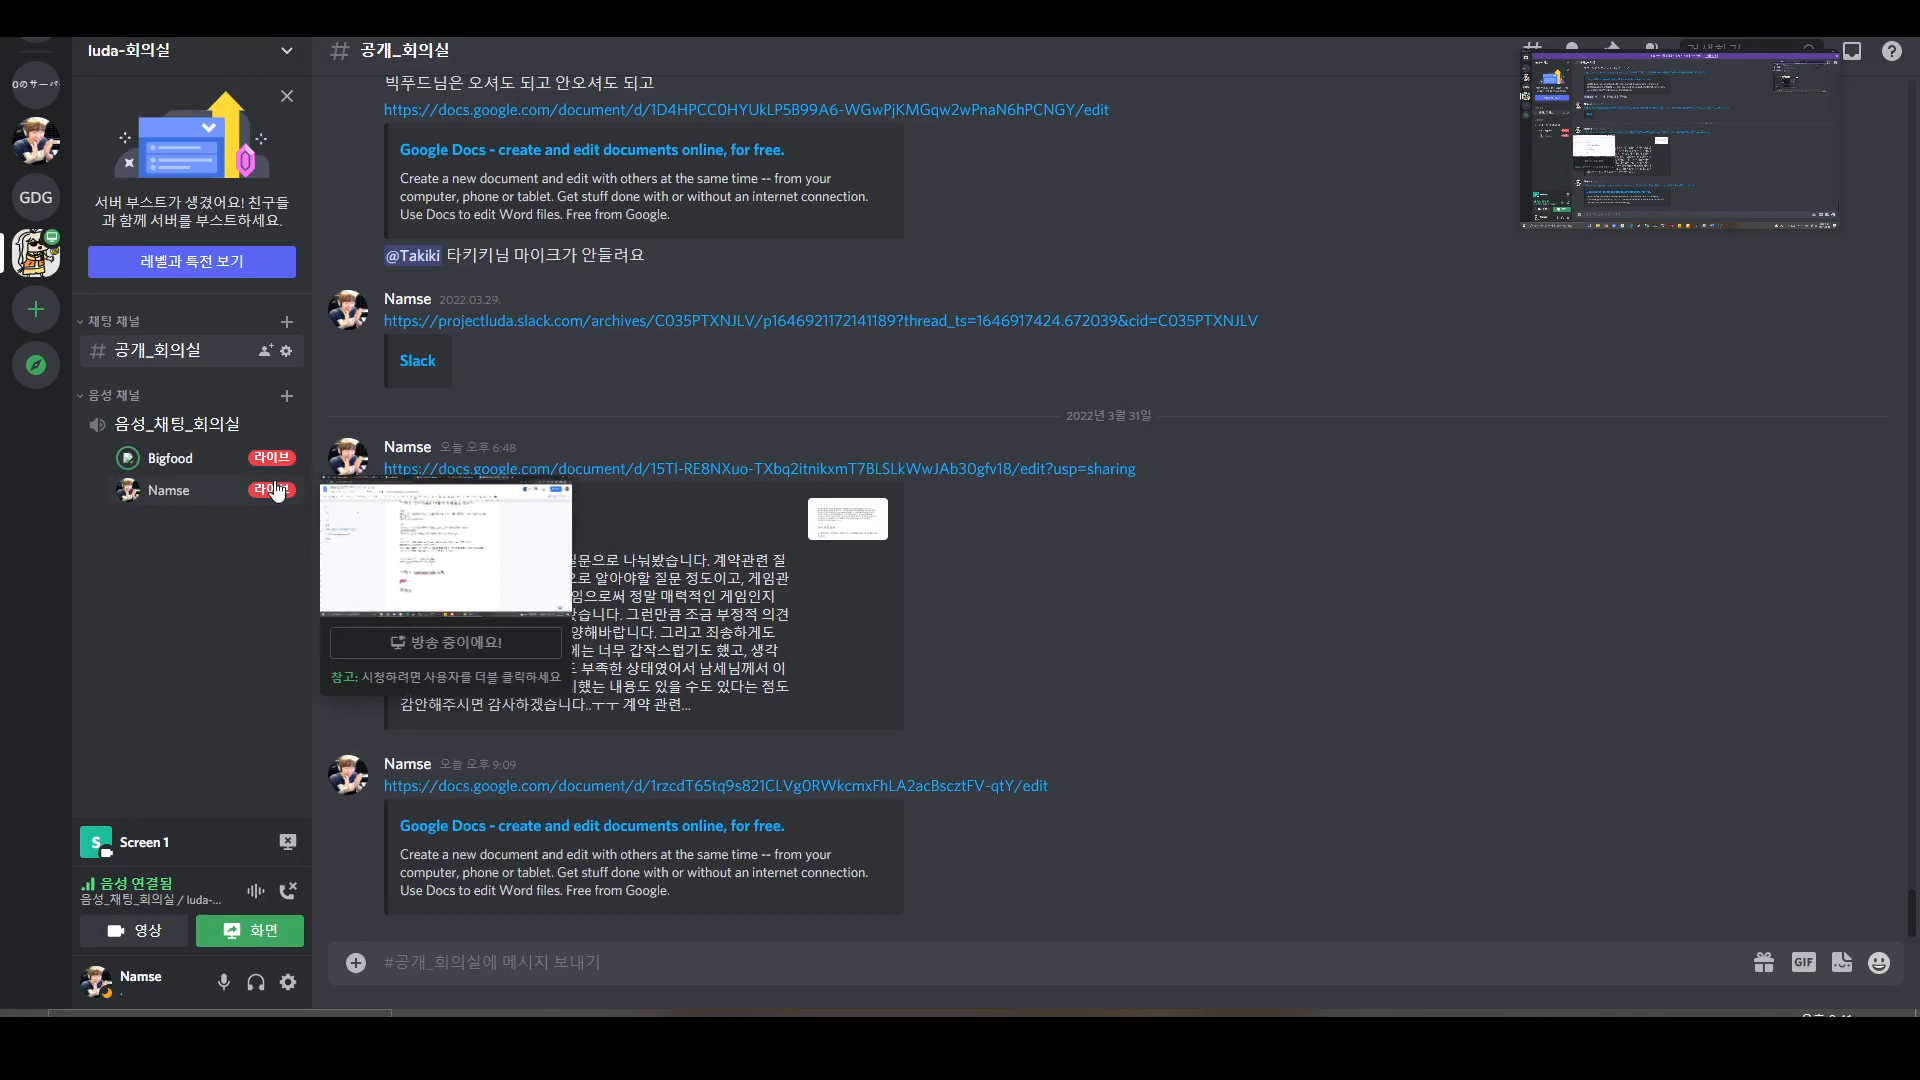 luda-회의실
0のサーバー
GDG
서버 부스트가 생겼어요! 친구들
과 함께 서버를 부스트하세요.
레벨과 특전 보기
채팅 채널
공개_회의실
음성 채널
음성_채팅_회의실
Bigfood
라이브
Namse
S
Screen 1
음성 연결됨
음성_채팅_회의실 / luda-...
영상
화면
Namse
# 공개_회의실
빅푸드님은 오셔도 되고 안오셔도 되고
https://docs.google.com/document/d/1D4HPCC0HYUkLP5B99A6-WGwPjKMGqw2wPnaN6hPCNGY/edit
Google Docs - create and edit documents online, for free.
Create a new document and edit with others at the same time -- from your
computer, phone or tablet. Get stuff done with or without an internet connection.
Use Docs to edit Word files. Free from Google.
@Takiki 타키키님 마이크가 안들려요
Namse 2022.03.29.
https://projectluda.slack.com/archives/C035PTXNJLV/p1646921172141189?thread_ts=1646917424.672039&cid=C035PTXNJLV
Slack
2022년 3월 31일
Namse 오늘 오후 6:48
https://docs.google.com/document/d/15TI-RE8NXuo-TXbq2itnikxmT7BLSLkWwJAb30gfv18/edit?usp=sharing
질문으로 나눠봤습니다. 계약관련 질
으로 알아야할 질문 정도이고, 게임관
임으로써 정말 매력적인 게임인지
았습니다. 그런만큼 조금 부정적 의견
양해바랍니다. 그리고 죄송하게도
에는 너무 갑작스럽기도 했고, 생각
부족한 상태였어서 남세님께서 이
했는 내용도 있을 수도 있다는 점도
감안해주시면 감사하겠습니다..ㅜㅜ 계약 관련...
방송 중이에요!
참고: 시청하려면 사용자를 더블 클릭하세요
Namse 오늘 오후 9:09
https://docs.google.com/document/d/1rzcdT65tq9s821CLVg0RWkcmxFhLA2acBscztFV-qtY/edit
Google Docs - create and edit documents online, for free.
Create a new document and edit with others at the same time -- from your
computer, phone or tablet. Get stuff done with or without an internet connection.
Use Docs to edit Word files. Free from Google.
#공개_회의실에 메시지 보내기
GIF